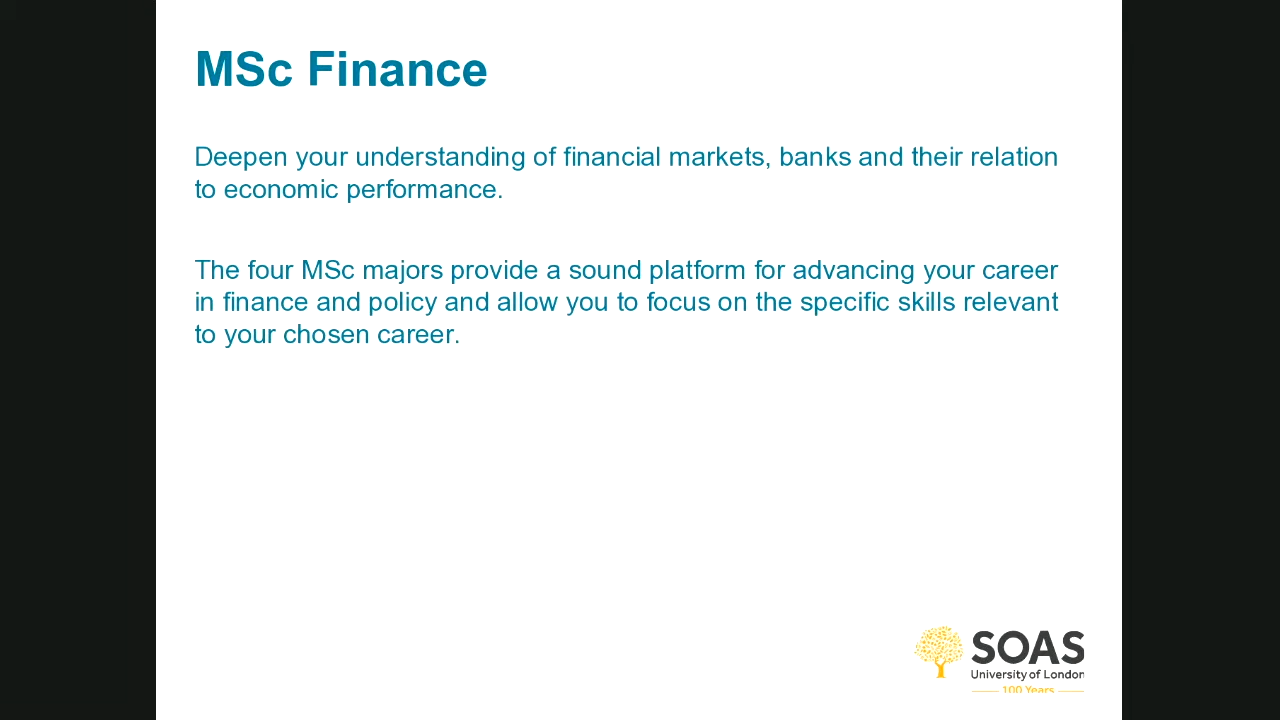 MSc Finance
Deepen your understanding of financial markets, banks and their relation
to economic performance.
The four MSc majors provide a sound platform for advancing your career
in finance and policy and allow you to focus on the specific skills relevant
to your chosen career.
SOAS
University of London
100 Years